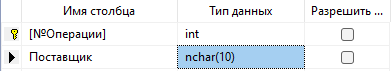 Имя столбца Тип данных Разрешить ...
[№Операции] int
Поставщик nchar(10)